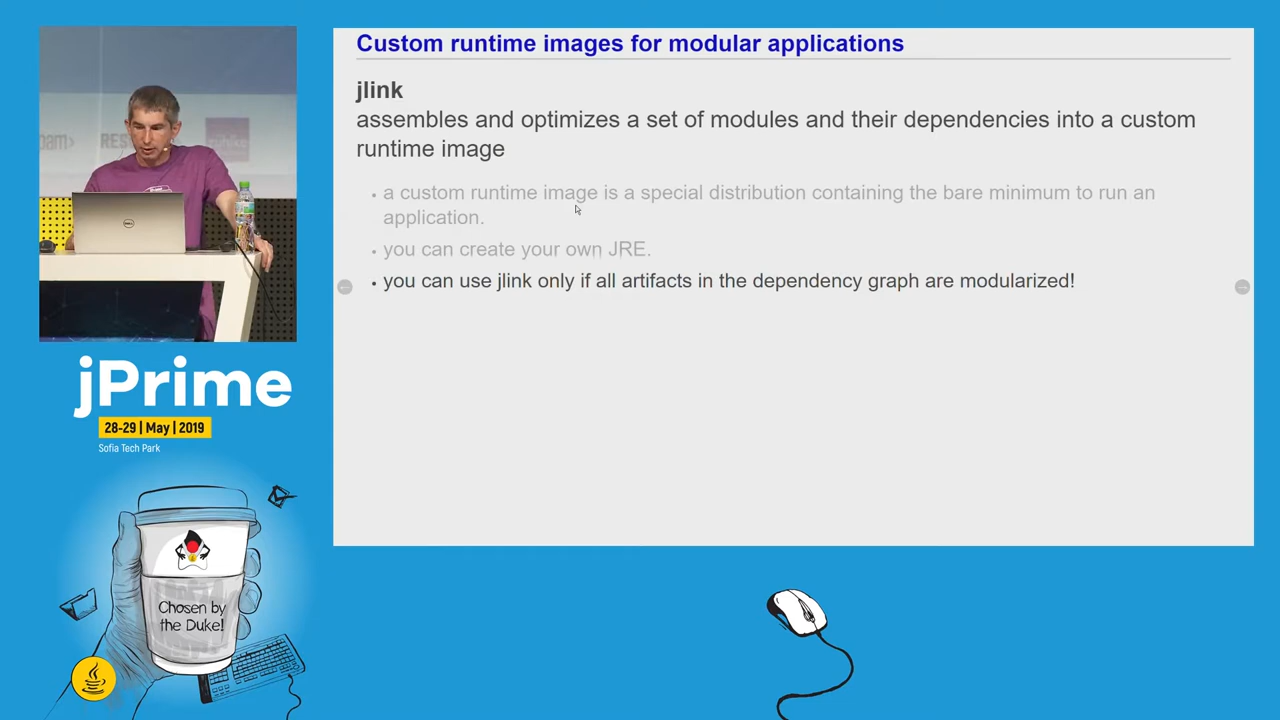 Custom runtime images for modular applications
jlink
assembles and optimizes a set of modules and their dependencies into a custom
runtime image
• a custom runtime image is a special distribution containing the bare minimum to run an
application.
• you can create your own JRE.
• you can use jlink only if all artifacts in the dependency graph are modularized!
DELL
jPrime
28-29 | May | 2019
Sofia Tech Park
Chosen by
the Duke!